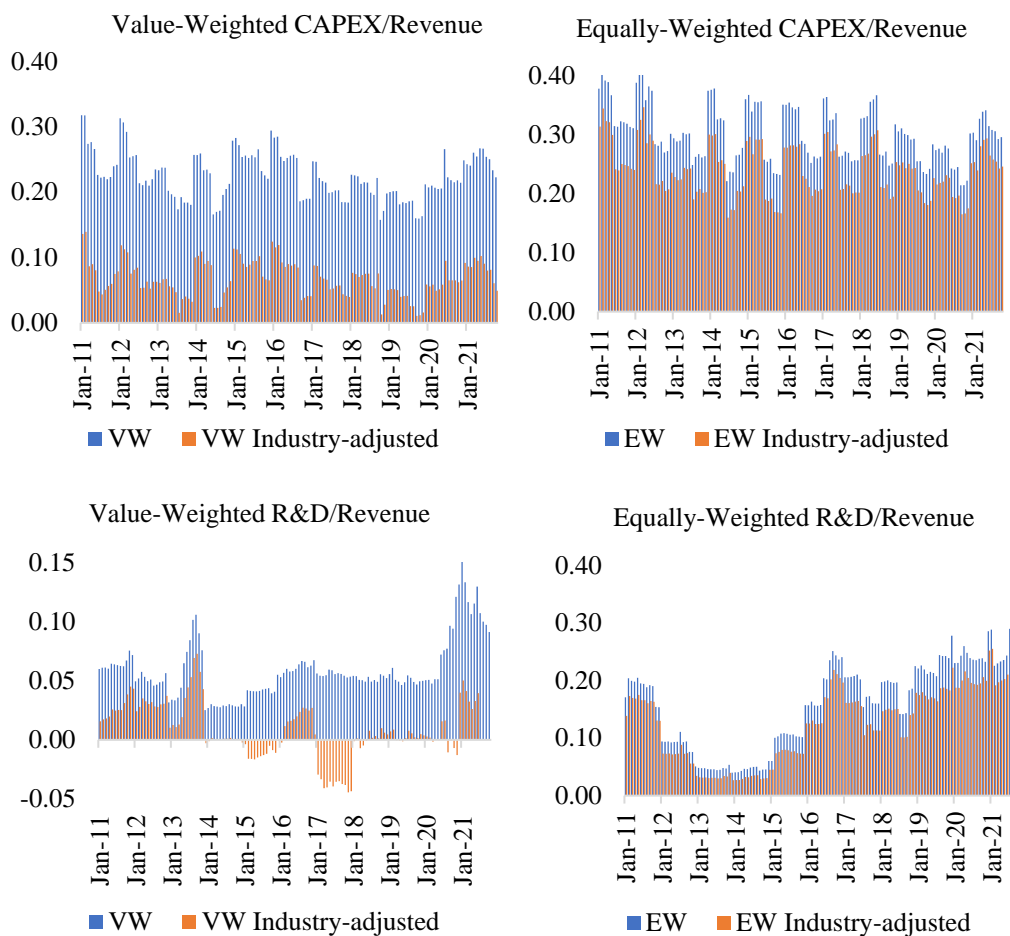 Value-Weighted CAPEX/Revenue
0.40
0.30
0.20
0.10
0.00
Jan-11
Jan-12
Jan-13
Jan-14
Jan-15
Jan-16
Jan-17
Jan-18
Jan-19
Jan-20
Jan-21
VW VW Industry-adjusted
Equally-Weighted CAPEX/Revenue
0.40
0.30
0.20
0.10
0.00
Jan-11
Jan-12
Jan-13
Jan-14
Jan-15
Jan-16
Jan-17
Jan-18
Jan-19
Jan-20
Jan-21
EW EW Industry-adjusted
Value-Weighted R&D/Revenue
0.15
0.10
0.05
0.00
-0.05
Jan-11
Jan-12
Jan-13
Jan-14
Jan-15
Jan-16
Jan-17
Jan-18
Jan-19
Jan-20
Jan-21
VW VW Industry-adjusted
Equally-Weighted R&D/Revenue
0.40
0.30
0.20
0.10
0.00
Jan-11
Jan-12
Jan-13
Jan-14
Jan-15
Jan-16
Jan-17
Jan-18
Jan-19
Jan-20
Jan-21
EW EW Industry-adjusted